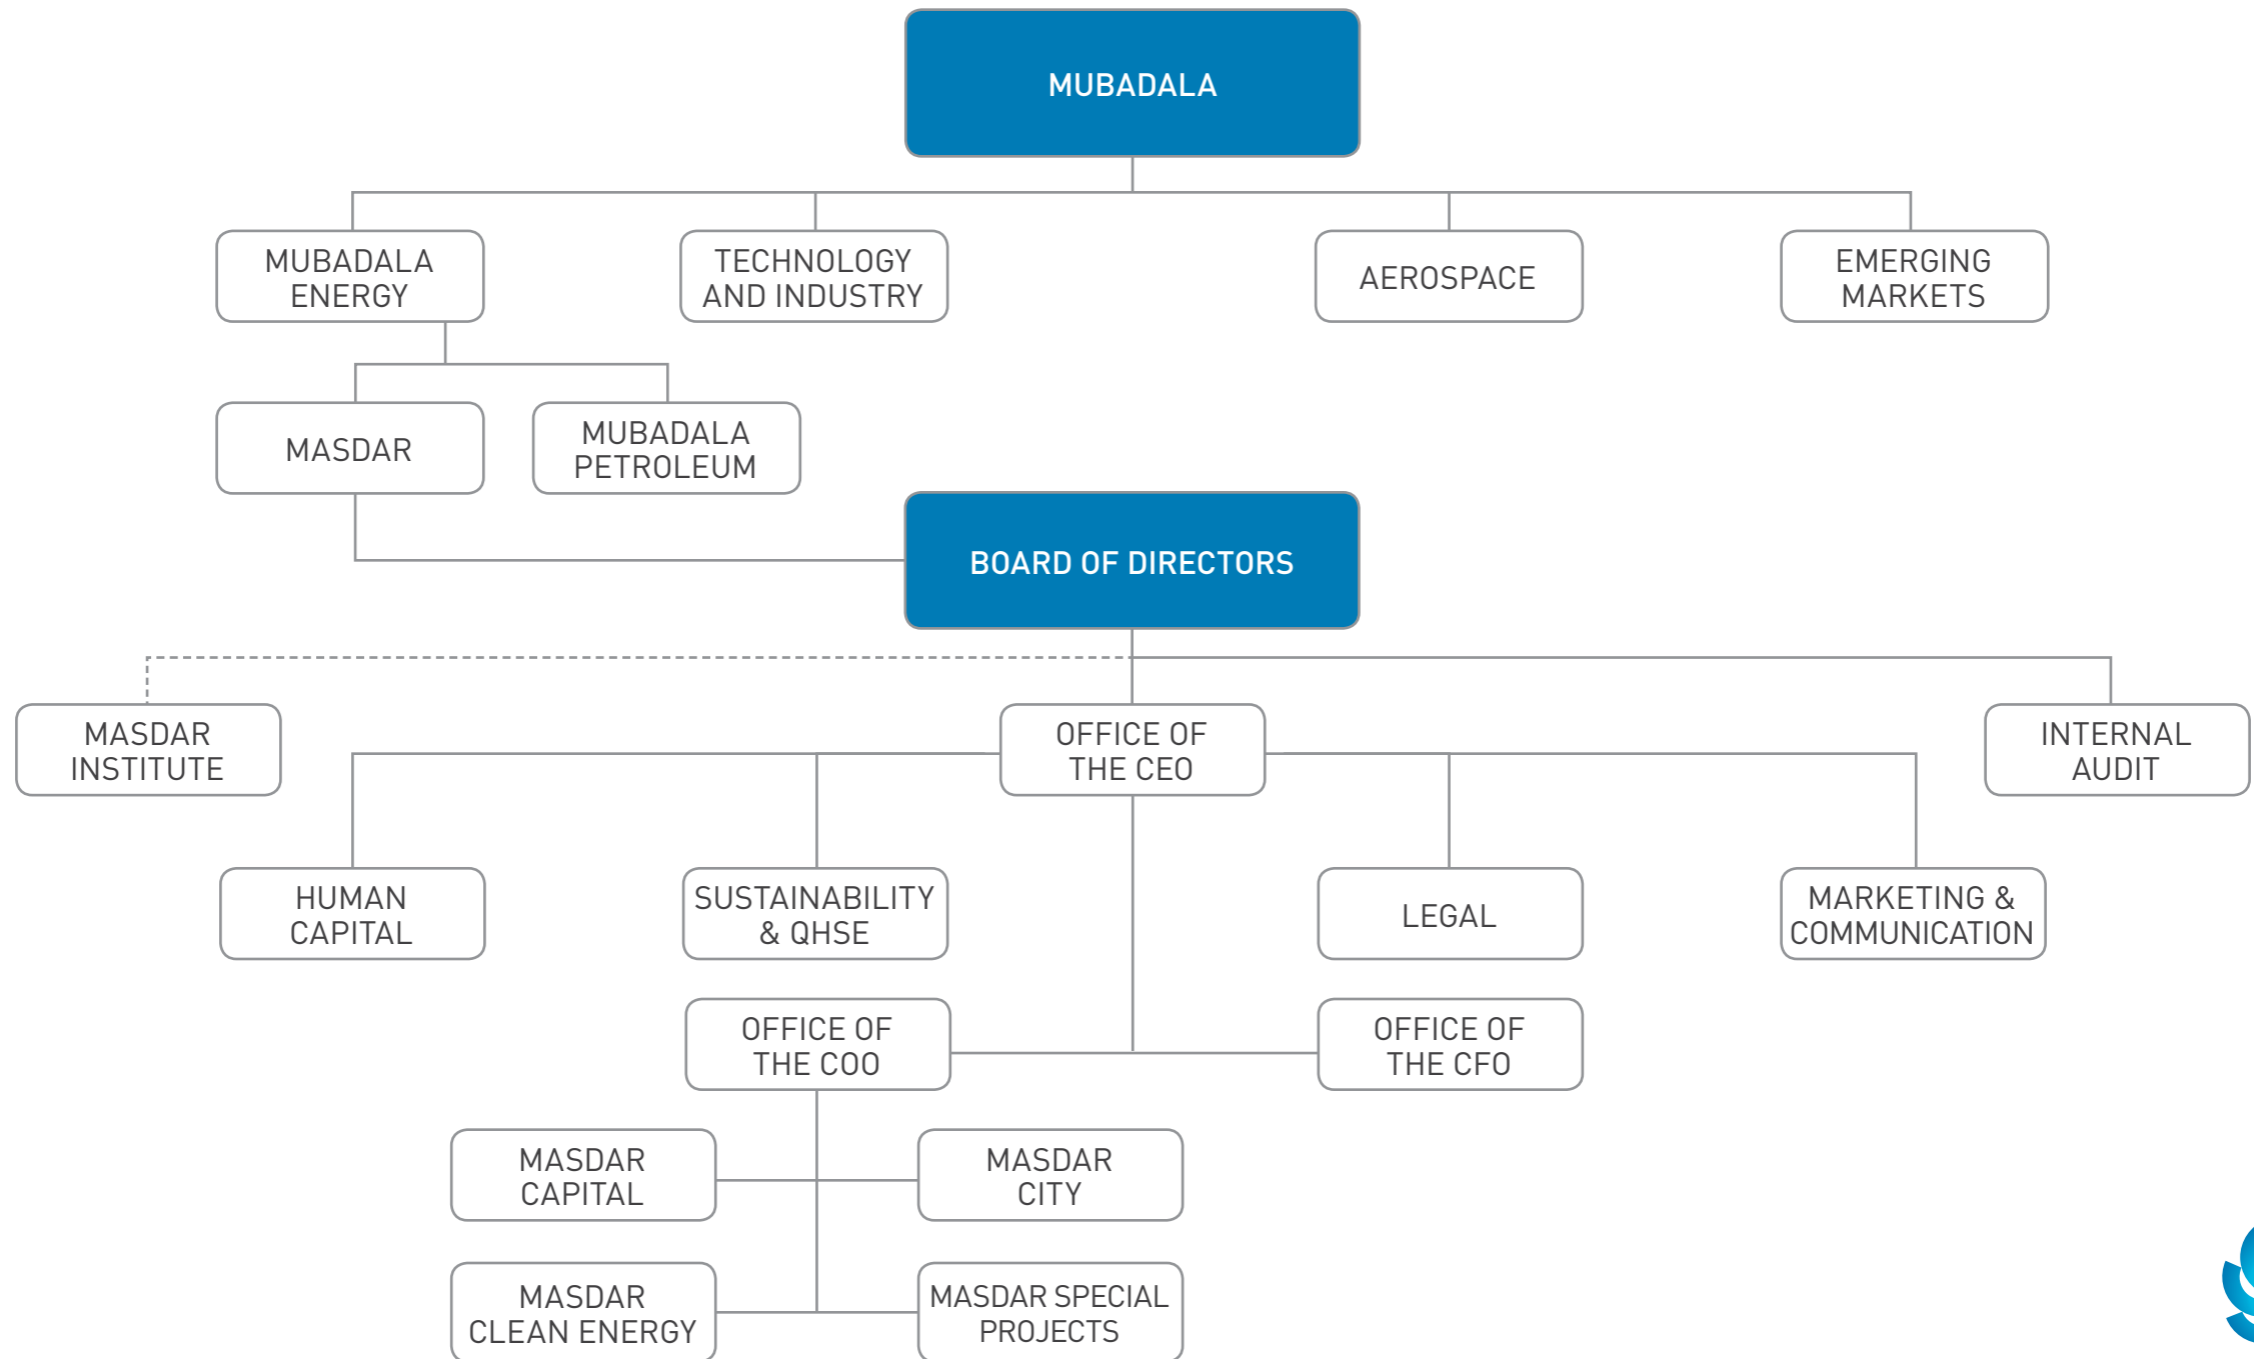 MUBADALA
MUBADALA
ENERGY
TECHNOLOGY
AND INDUSTRY
AEROSPACE
EMERGING
MARKETS
MASDAR
MUBADALA
PETROLEUM
BOARD OF DIRECTORS
MASDAR
INSTITUTE
OFFICE OF
THE CEO
INTERNAL
AUDIT
HUMAN
CAPITAL
SUSTAINABILITY
& QHSE
LEGAL
MARKETING &
COMMUNICATION
OFFICE OF
THE COO
OFFICE OF
THE CFO
MASDAR
CAPITAL
MASDAR
CITY
MASDAR
CLEAN ENERGY
MASDAR SPECIAL
PROJECTS